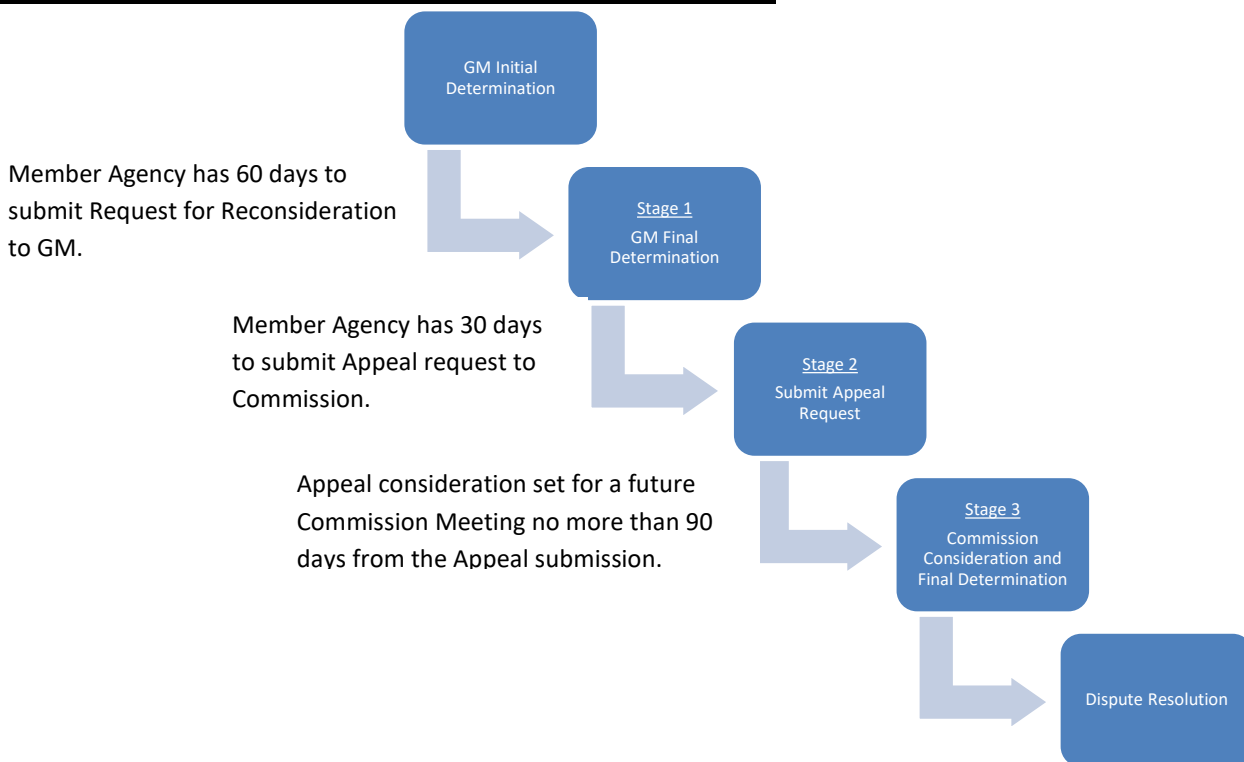 GM Initial
Determination
Member Agency has 60 days to
submit Request for Reconsideration
to GM.
Stage 1
GM Final
Determination
Member Agency has 30 days
to submit Appeal request to
Commission.
Stage 2
Submit Appeal
Request
Appeal consideration set for a future
Commission Meeting no more than 90
days from the Appeal submission.
Stage 3
Commission
Consideration and
Final Determination
Dispute Resolution